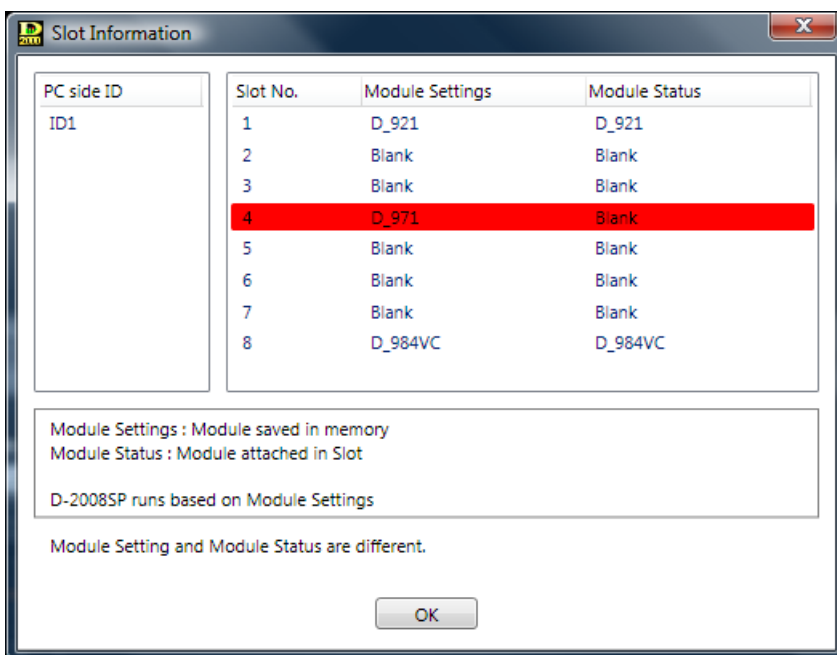 Slot Information
PC side ID
ID1
Slot No. Module Settings Module Status
1 D_921 D_921
2 Blank Blank
3 Blank Blank
4 D_971 Blank
5 Blank Blank
6 Blank Blank
7 Blank Blank
8 D_984VC D_984VC
Module Settings : Module saved in memory
Module Status : Module attached in Slot
D-2008SP runs based on Module Settings
Module Setting and Module Status are different.
OK